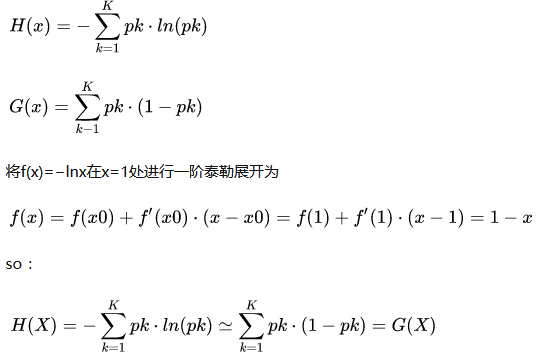 H(x) = −∑_{k=1}^{K} pk · ln(pk)
G(x) = ∑_{k−1}^{K} pk · (1 − pk)
将f(x)=−lnx在x=1处进行一阶泰勒展开为
f(x) = f(x0) + f′(x0) · (x − x0) = f(1) + f′(1) · (x − 1) = 1 − x
so：
H(X) = −∑_{k=1}^{K} pk · ln(pk) ≃ ∑_{k=1}^{K} pk · (1 − pk) = G(X)